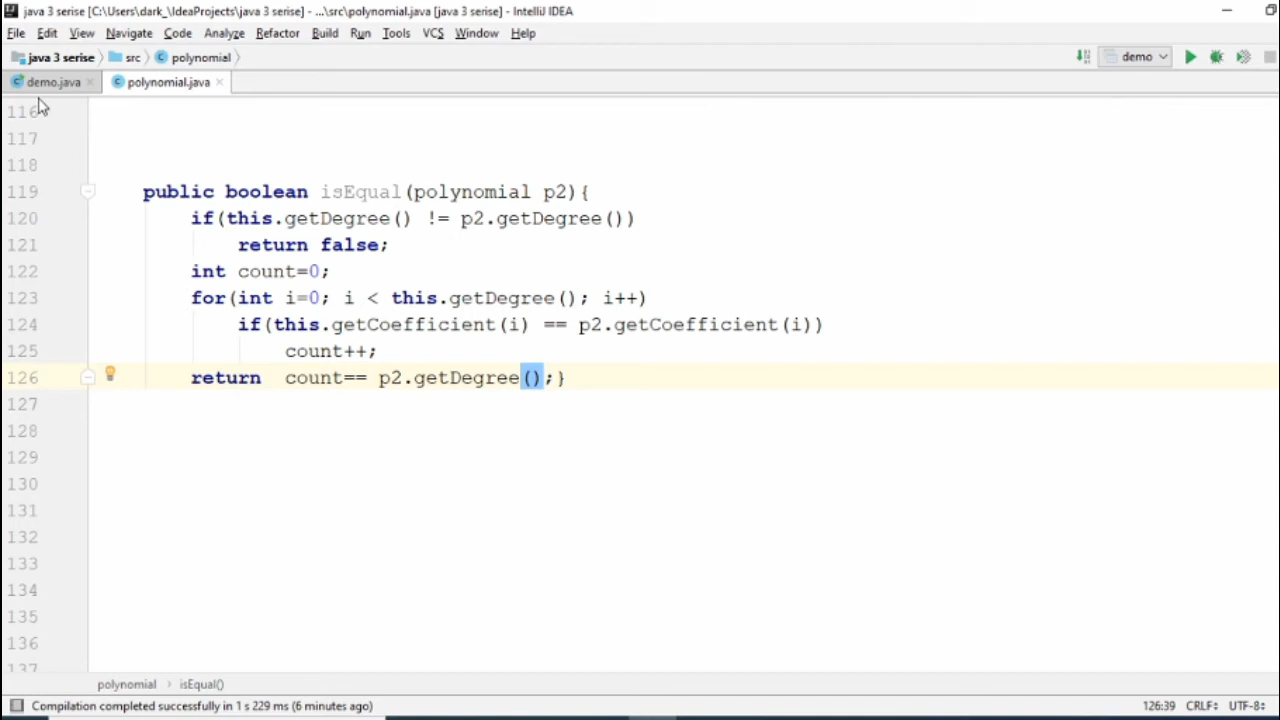 java 3 serise [C:\Users\dark_\IdeaProjects\java 3 serise] - ...\src\polynomial.java [java 3 serise] - IntelliJ IDEA
File Edit View Navigate Code Analyze Refactor Build Run Tools VCS Window Help
java 3 serise src polynomial demo
demo.java polynomial.java
116
117
118
119 public boolean isEqual(polynomial p2){
120 if(this.getDegree() != p2.getDegree())
121 return false;
122 int count=0;
123 for(int i=0; i < this.getDegree(); i++)
124 if(this.getCoefficient(i) == p2.getCoefficient(i))
125 count++;
126 return count== p2.getDegree();}
127
128
129
130
131
132
133
134
135
136
137
polynomial › isEqual()
Compilation completed successfully in 1 s 229 ms (6 minutes ago) 126:39 CRLF UTF-8